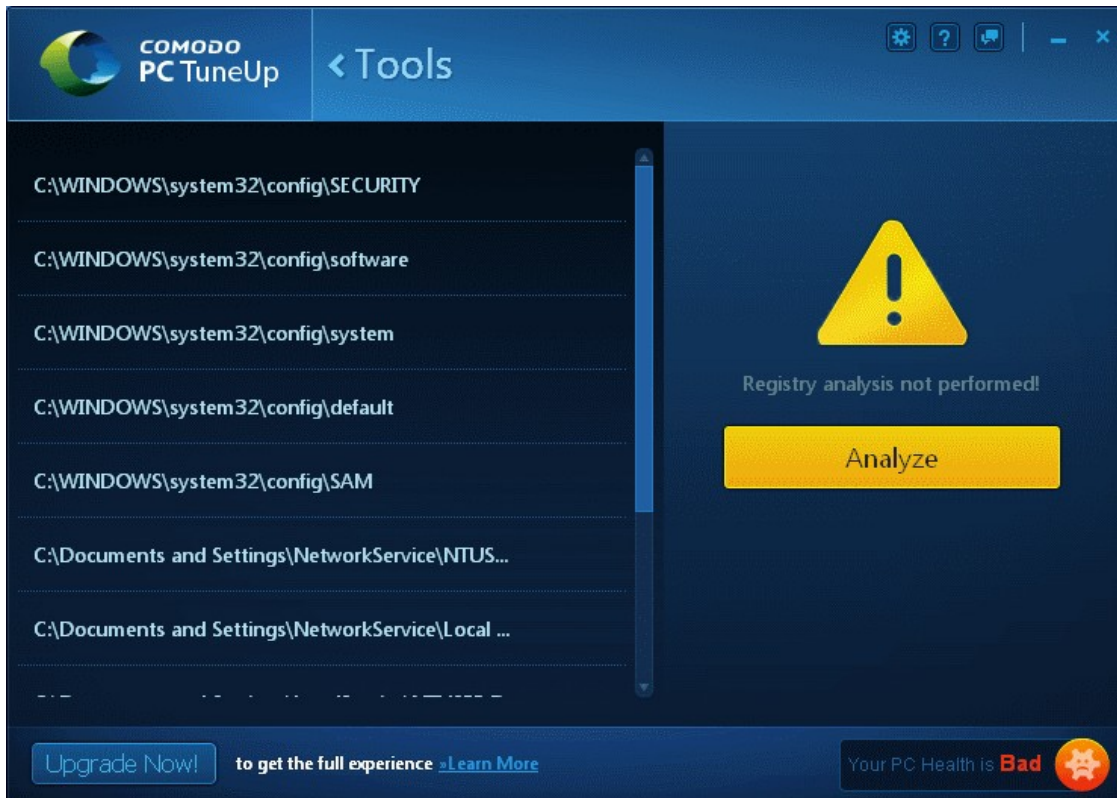 COMODO
PC TuneUp
Tools
?
C:\WINDOWS\system32\config\SECURITY
C:\WINDOWS\system32\config\software
C:\WINDOWS\system32\config\system
C:\WINDOWS\system32\config\default
C:\WINDOWS\system32\config\SAM
C:\Documents and Settings\NetworkService\NTUS...
C:\Documents and Settings\NetworkService\Local ...
Registry analysis not performed!
Analyze
Upgrade Now!
to get the full experience »Learn More
Your PC Health is Bad